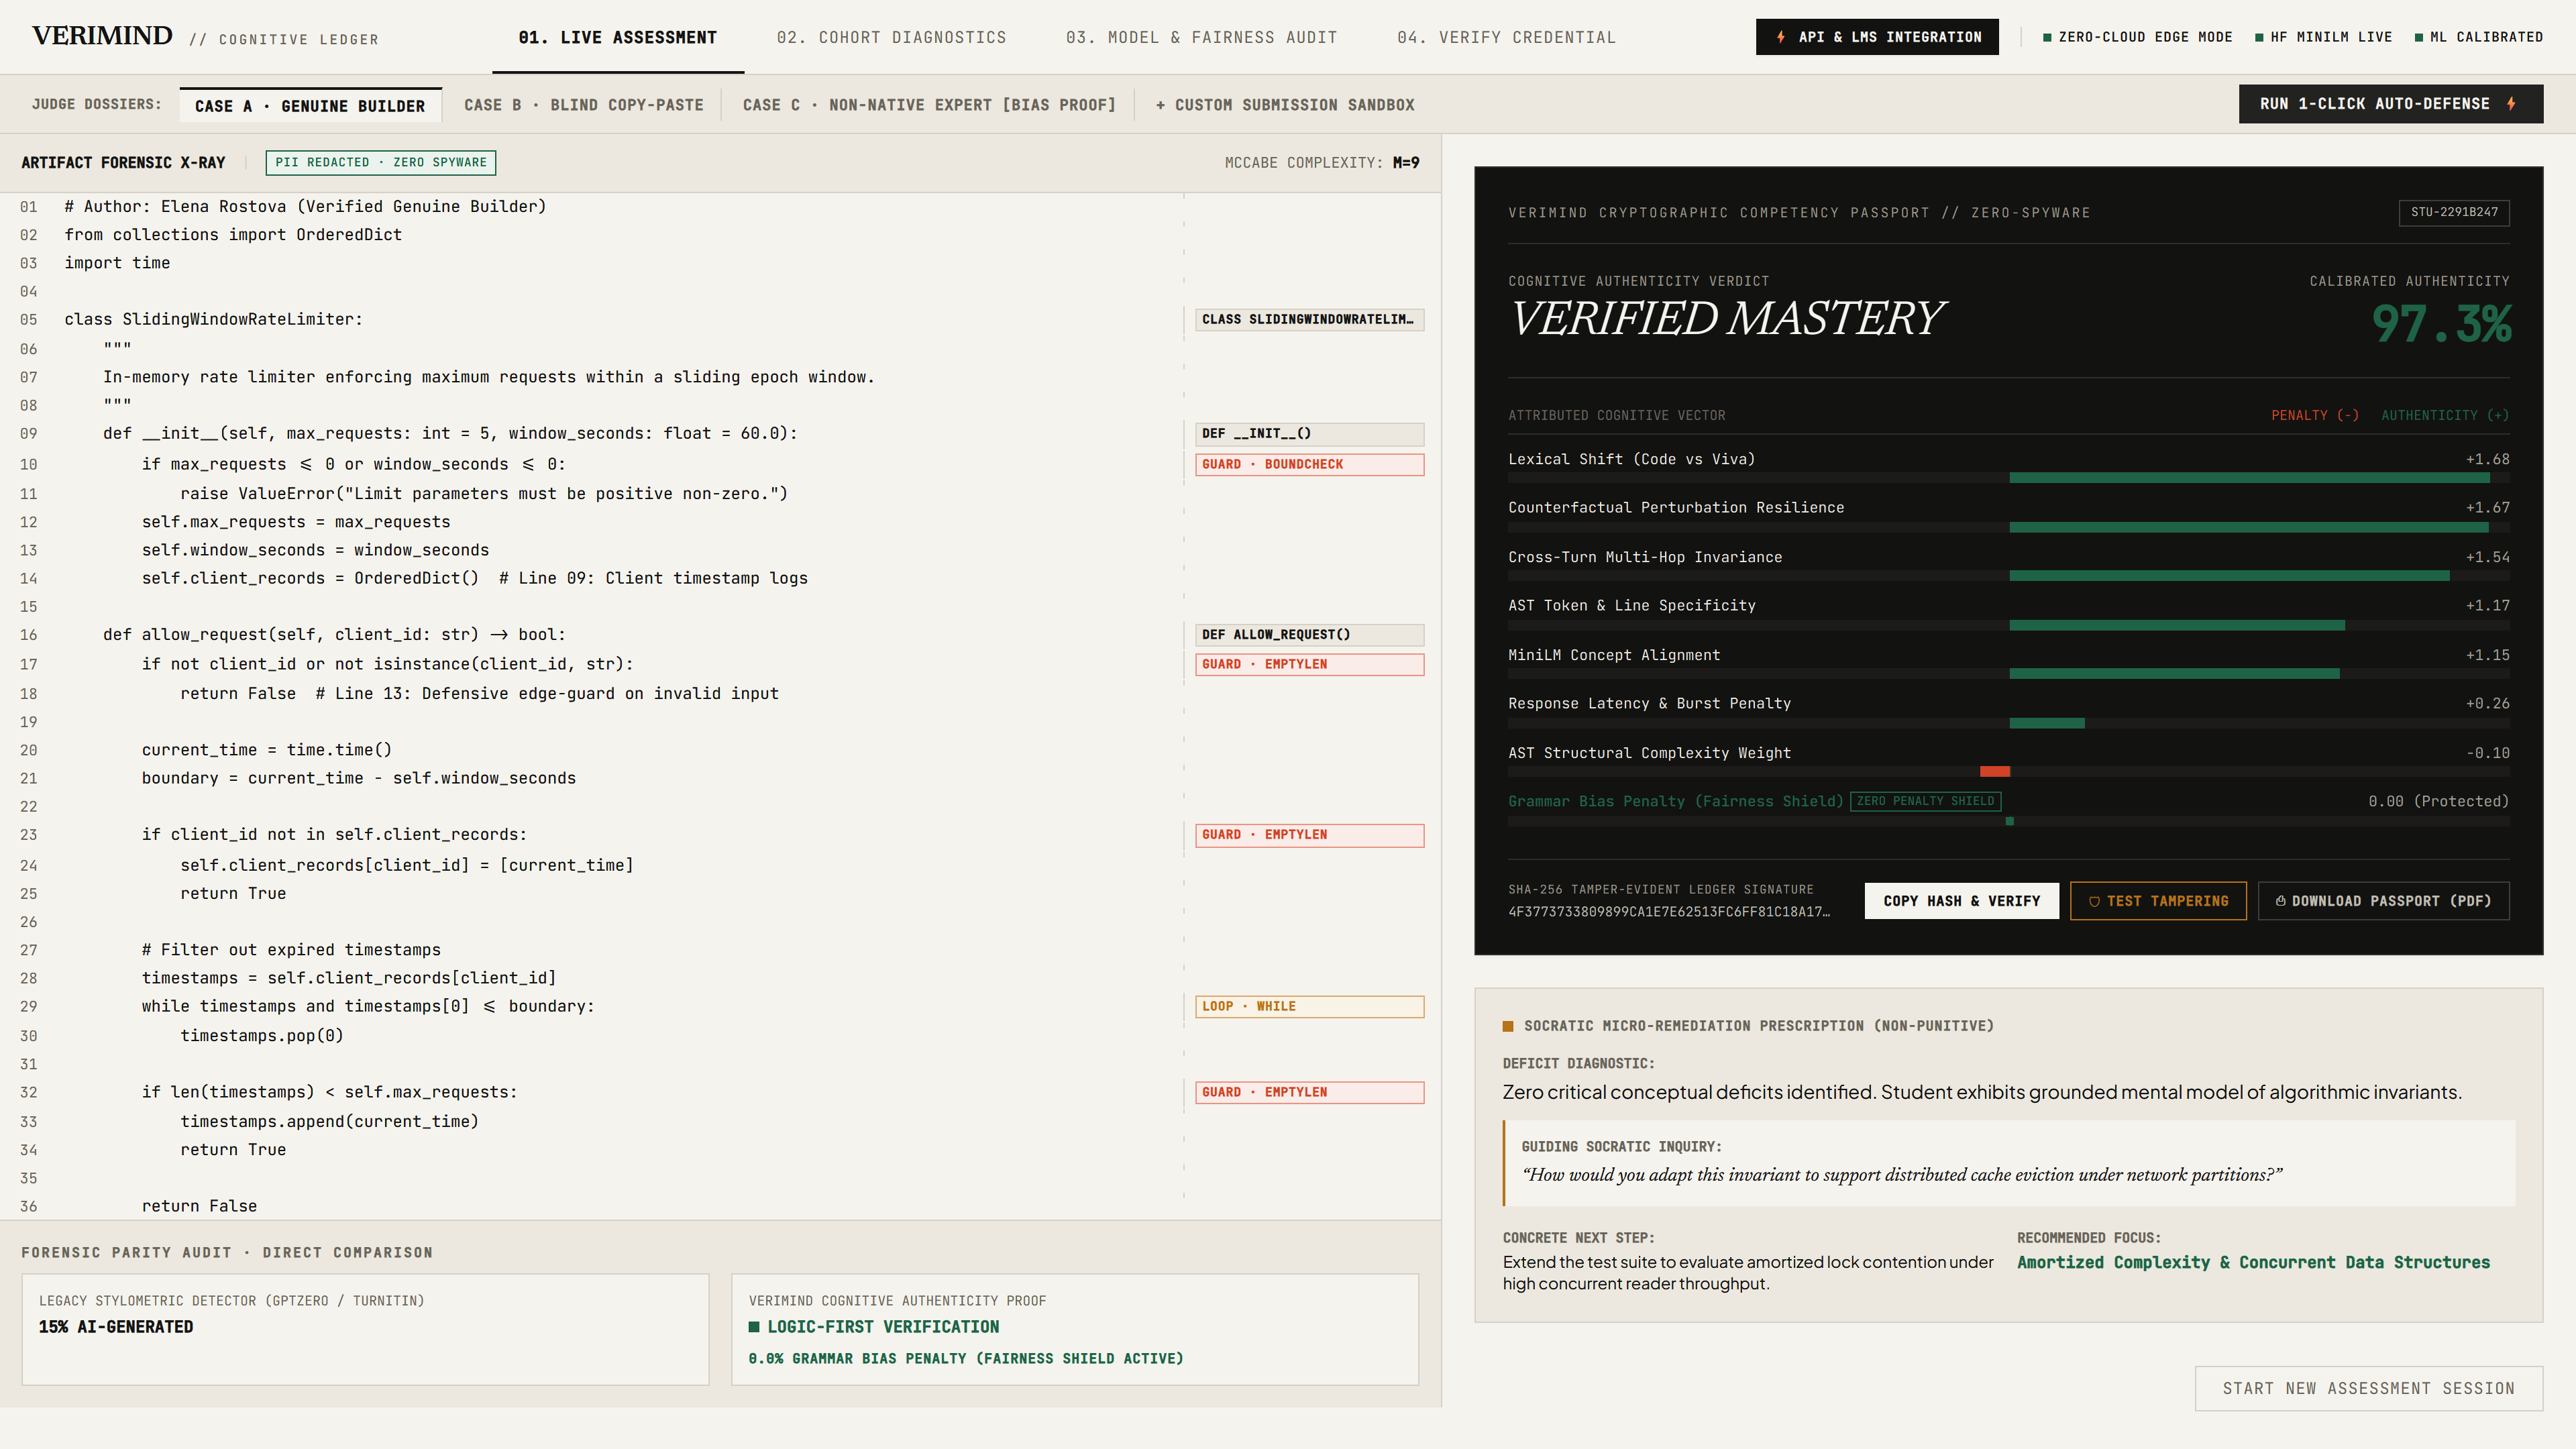 VERIMIND // COGNITIVE LEDGER
01. LIVE ASSESSMENT
02. COHORT DIAGNOSTICS
03. MODEL & FAIRNESS AUDIT
04. VERIFY CREDENTIAL
API & LMS INTEGRATION
ZERO-CLOUD EDGE MODE
HF MINILM LIVE
ML CALIBRATED
JUDGE DOSSIERS:
CASE A · GENUINE BUILDER
CASE B · BLIND COPY-PASTE
CASE C · NON-NATIVE EXPERT [BIAS PROOF]
+ CUSTOM SUBMISSION SANDBOX
RUN 1-CLICK AUTO-DEFENSE
ARTIFACT FORENSIC X-RAY
PII REDACTED · ZERO SPYWARE
MCCABE COMPLEXITY: M=9
01 # Author: Elena Rostova (Verified Genuine Builder)
02 from collections import OrderedDict
03 import time
04
05 class SlidingWindowRateLimiter:
CLASS SLIDINGWINDOWRATELIM…
06     """
07     In-memory rate limiter enforcing maximum requests within a sliding epoch window.
08     """
09     def __init__(self, max_requests: int = 5, window_seconds: float = 60.0):
DEF __INIT__()
10         if max_requests <= 0 or window_seconds <= 0:
GUARD · BOUNDCHECK
11             raise ValueError("Limit parameters must be positive non-zero.")
12         self.max_requests = max_requests
13         self.window_seconds = window_seconds
14         self.client_records = OrderedDict()  # Line 09: Client timestamp logs
15
16     def allow_request(self, client_id: str) -> bool:
DEF ALLOW_REQUEST()
17         if not client_id or not isinstance(client_id, str):
GUARD · EMPTYLEN
18             return False  # Line 13: Defensive edge-guard on invalid input
19
20         current_time = time.time()
21         boundary = current_time - self.window_seconds
22
23         if client_id not in self.client_records:
GUARD · EMPTYLEN
24             self.client_records[client_id] = [current_time]
25             return True
26
27         # Filter out expired timestamps
28         timestamps = self.client_records[client_id]
29         while timestamps and timestamps[0] <= boundary:
LOOP · WHILE
30             timestamps.pop(0)
31
32         if len(timestamps) < self.max_requests:
GUARD · EMPTYLEN
33             timestamps.append(current_time)
34             return True
35
36         return False
FORENSIC PARITY AUDIT · DIRECT COMPARISON
LEGACY STYLOMETRIC DETECTOR (GPTZERO / TURNITIN)
15% AI-GENERATED
VERIMIND COGNITIVE AUTHENTICITY PROOF
LOGIC-FIRST VERIFICATION
0.0% GRAMMAR BIAS PENALTY (FAIRNESS SHIELD ACTIVE)
VERIMIND CRYPTOGRAPHIC COMPETENCY PASSPORT // ZERO-SPYWARE
STU-2291B247
COGNITIVE AUTHENTICITY VERDICT
VERIFIED MASTERY
CALIBRATED AUTHENTICITY
97.3%
ATTRIBUTED COGNITIVE VECTOR
PENALTY (-) AUTHENTICITY (+)
Lexical Shift (Code vs Viva) +1.68
Counterfactual Perturbation Resilience +1.67
Cross-Turn Multi-Hop Invariance +1.54
AST Token & Line Specificity +1.17
MiniLM Concept Alignment +1.15
Response Latency & Burst Penalty +0.26
AST Structural Complexity Weight -0.10
Grammar Bias Penalty (Fairness Shield) ZERO PENALTY SHIELD 0.00 (Protected)
SHA-256 TAMPER-EVIDENT LEDGER SIGNATURE
4F3773733809899CA1E7E62513FC6FF81C18A17…
COPY HASH & VERIFY
TEST TAMPERING
DOWNLOAD PASSPORT (PDF)
SOCRATIC MICRO-REMEDIATION PRESCRIPTION (NON-PUNITIVE)
DEFICIT DIAGNOSTIC:
Zero critical conceptual deficits identified. Student exhibits grounded mental model of algorithmic invariants.
GUIDING SOCRATIC INQUIRY:
“How would you adapt this invariant to support distributed cache eviction under network partitions?”
CONCRETE NEXT STEP:
Extend the test suite to evaluate amortized lock contention under
high concurrent reader throughput.
RECOMMENDED FOCUS:
Amortized Complexity & Concurrent Data Structures
START NEW ASSESSMENT SESSION